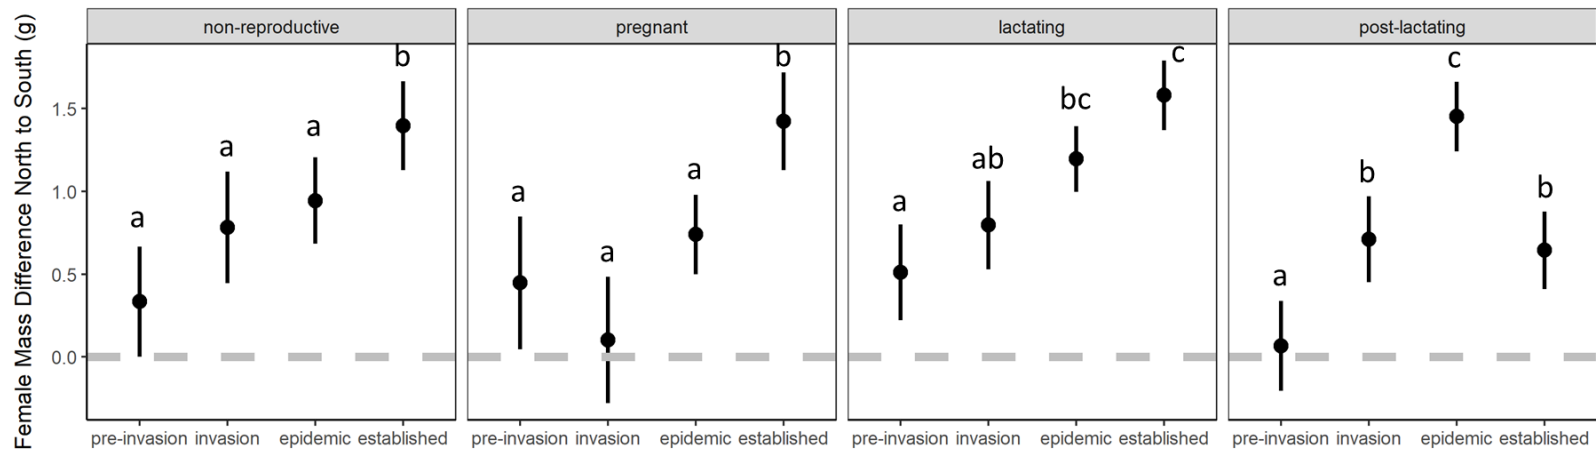 non-reproductive pregnant lactating post-lactating
Female Mass Difference North to South (g)
1.5
1.0
0.5
0.0
a a a b
a a a b
a ab bc c
a b c b
pre-invasion invasion epidemic established pre-invasion invasion epidemic established pre-invasion invasion epidemic established pre-invasion invasion epidemic established